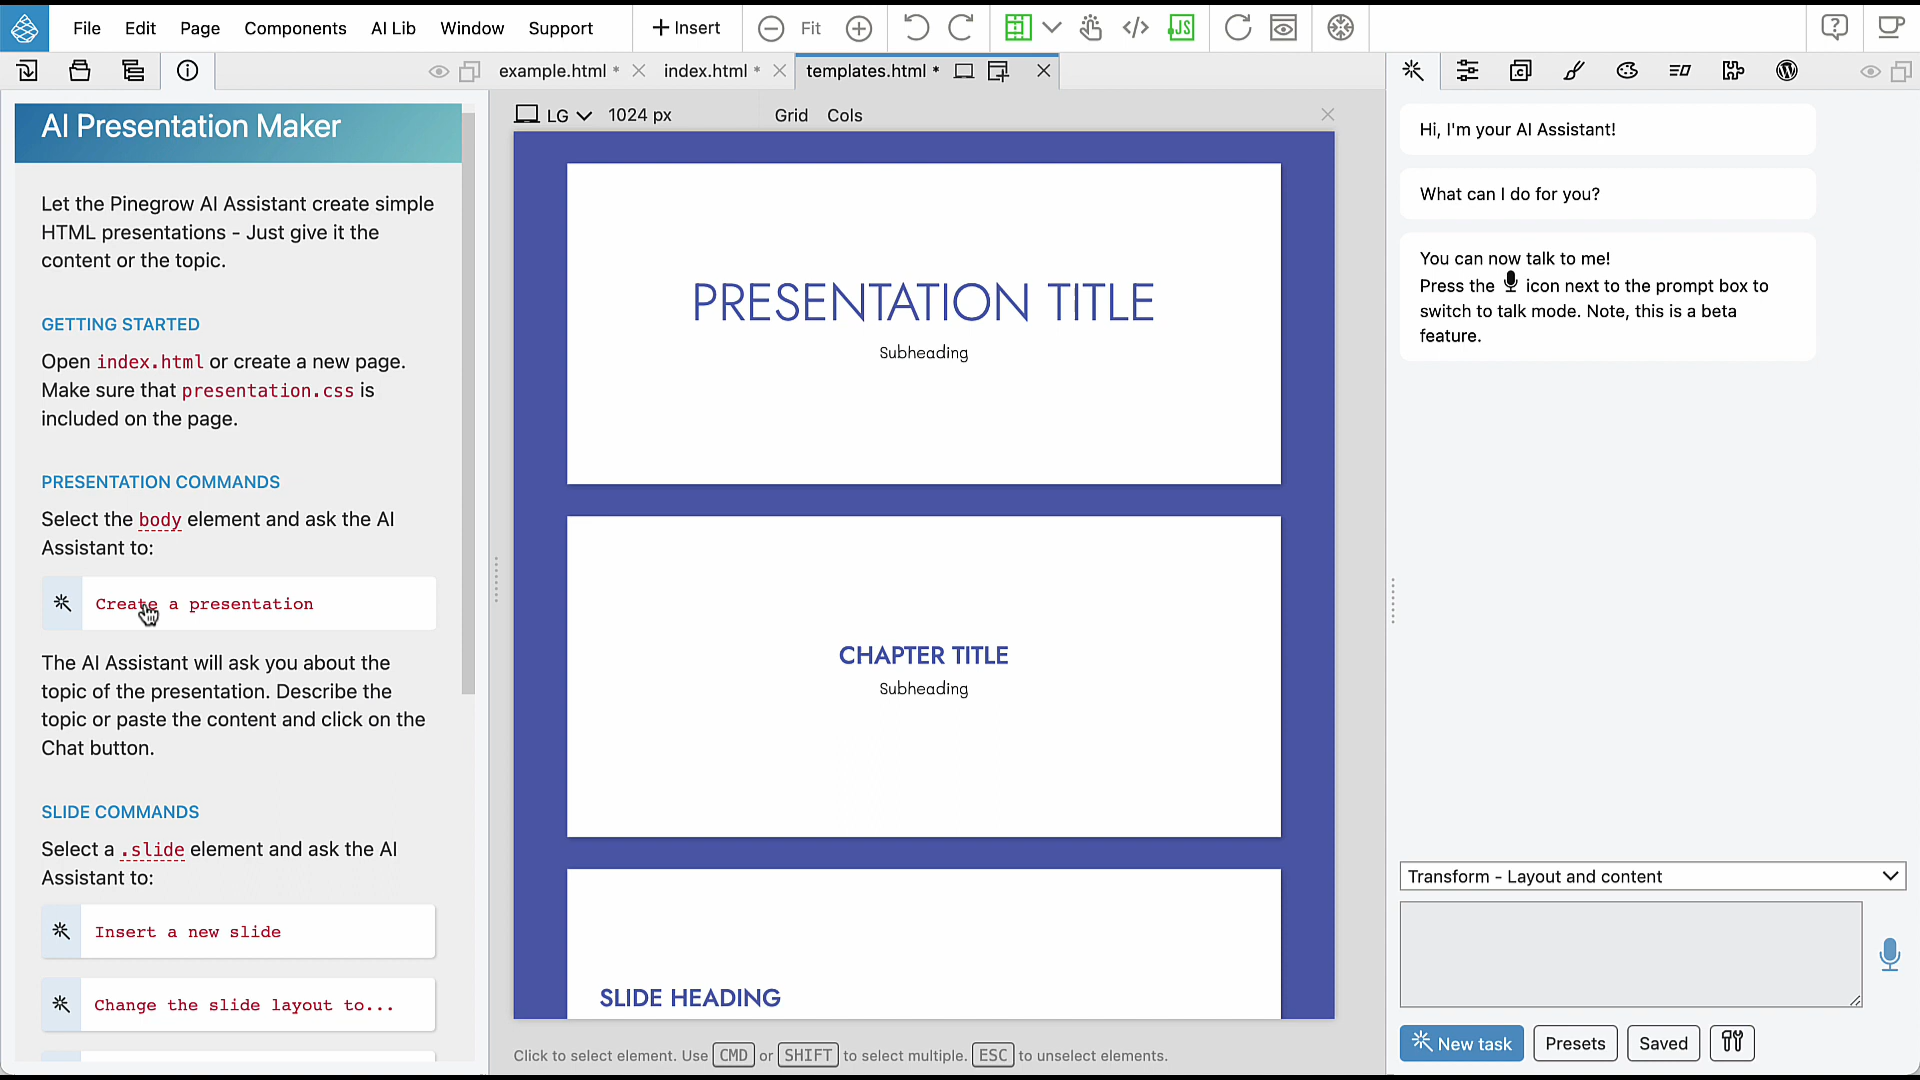 File Edit Page Components AI Lib Window Support + Insert Fit JS
example.html * index.html * templates.html *
AI Presentation Maker
Let the Pinegrow AI Assistant create simple
HTML presentations - Just give it the
content or the topic.
GETTING STARTED
Open index.html or create a new page.
Make sure that presentation.css is
included on the page.
PRESENTATION COMMANDS
Select the body element and ask the AI
Assistant to:
Create a presentation
The AI Assistant will ask you about the
topic of the presentation. Describe the
topic or paste the content and click on the
Chat button.
SLIDE COMMANDS
Select a .slide element and ask the AI
Assistant to:
Insert a new slide
Change the slide layout to...
LG 1024 px Grid Cols
PRESENTATION TITLE
Subheading
CHAPTER TITLE
Subheading
SLIDE HEADING
Click to select element. Use CMD or SHIFT to select multiple. ESC to unselect elements.
Hi, I'm your AI Assistant!
What can I do for you?
You can now talk to me!
Press the icon next to the prompt box to
switch to talk mode. Note, this is a beta
feature.
Transform - Layout and content
New task Presets Saved